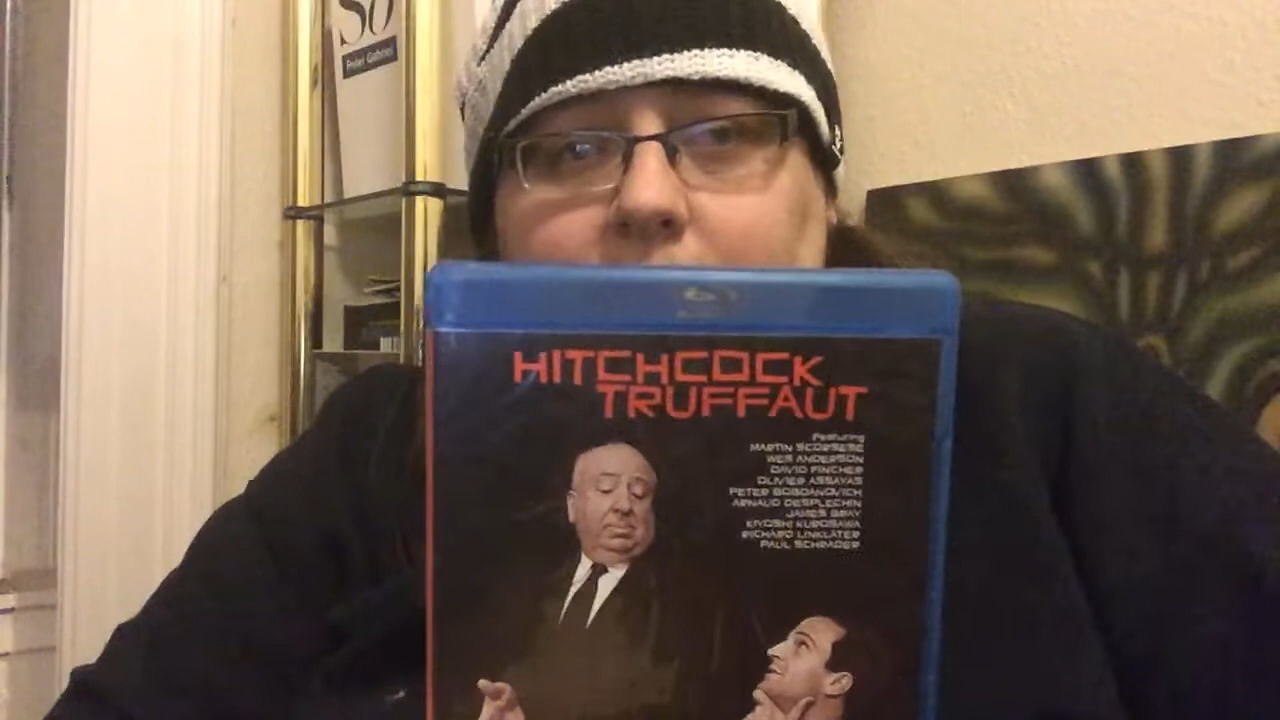 So
Peter Gabriel
HITCHCOCK
TRUFFAUT
Featuring
MARTIN SCORSESE
WES ANDERSON
DAVID FINCHER
OLIVIER ASSAYAS
PETER BOGDANOVICH
ARNAUD DESPLECHIN
JAMES GRAY
KIYOSHI KUROSAWA
RICHARD LINKLATER
PAUL SCHRADER